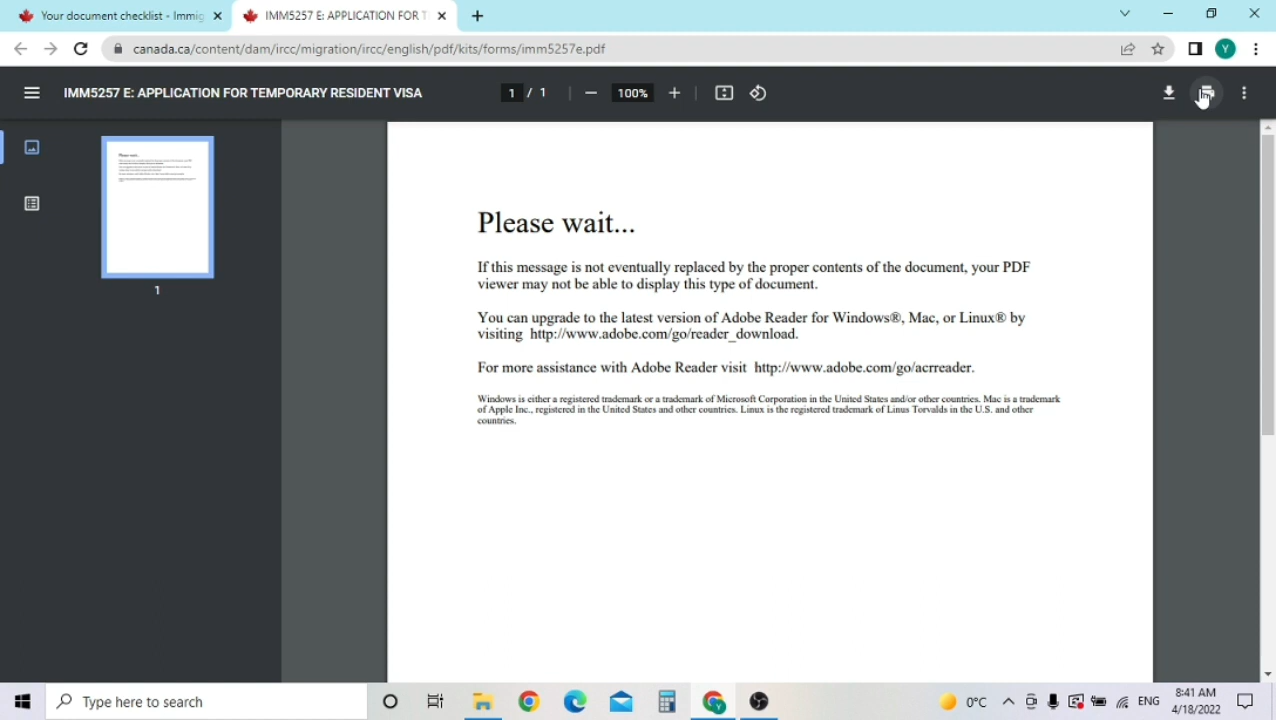 Your document checklist - Immig
IMM5257 E: APPLICATION FOR T
canada.ca/content/dam/ircc/migration/ircc/english/pdf/kits/forms/imm5257e.pdf
Y
IMM5257 E: APPLICATION FOR TEMPORARY RESIDENT VISA
1 / 1
100%
1
Please wait...
If this message is not eventually replaced by the proper contents of the document, your PDF
viewer may not be able to display this type of document.
You can upgrade to the latest version of Adobe Reader for Windows®, Mac, or Linux® by
visiting http://www.adobe.com/go/reader_download.
For more assistance with Adobe Reader visit http://www.adobe.com/go/acrreader.
Windows is either a registered trademark or a trademark of Microsoft Corporation in the United States and/or other countries. Mac is a trademark
of Apple Inc., registered in the United States and other countries. Linux is the registered trademark of Linus Torvalds in the U.S. and other
countries.
Type here to search
0°C
ENG
8:41 AM
4/18/2022